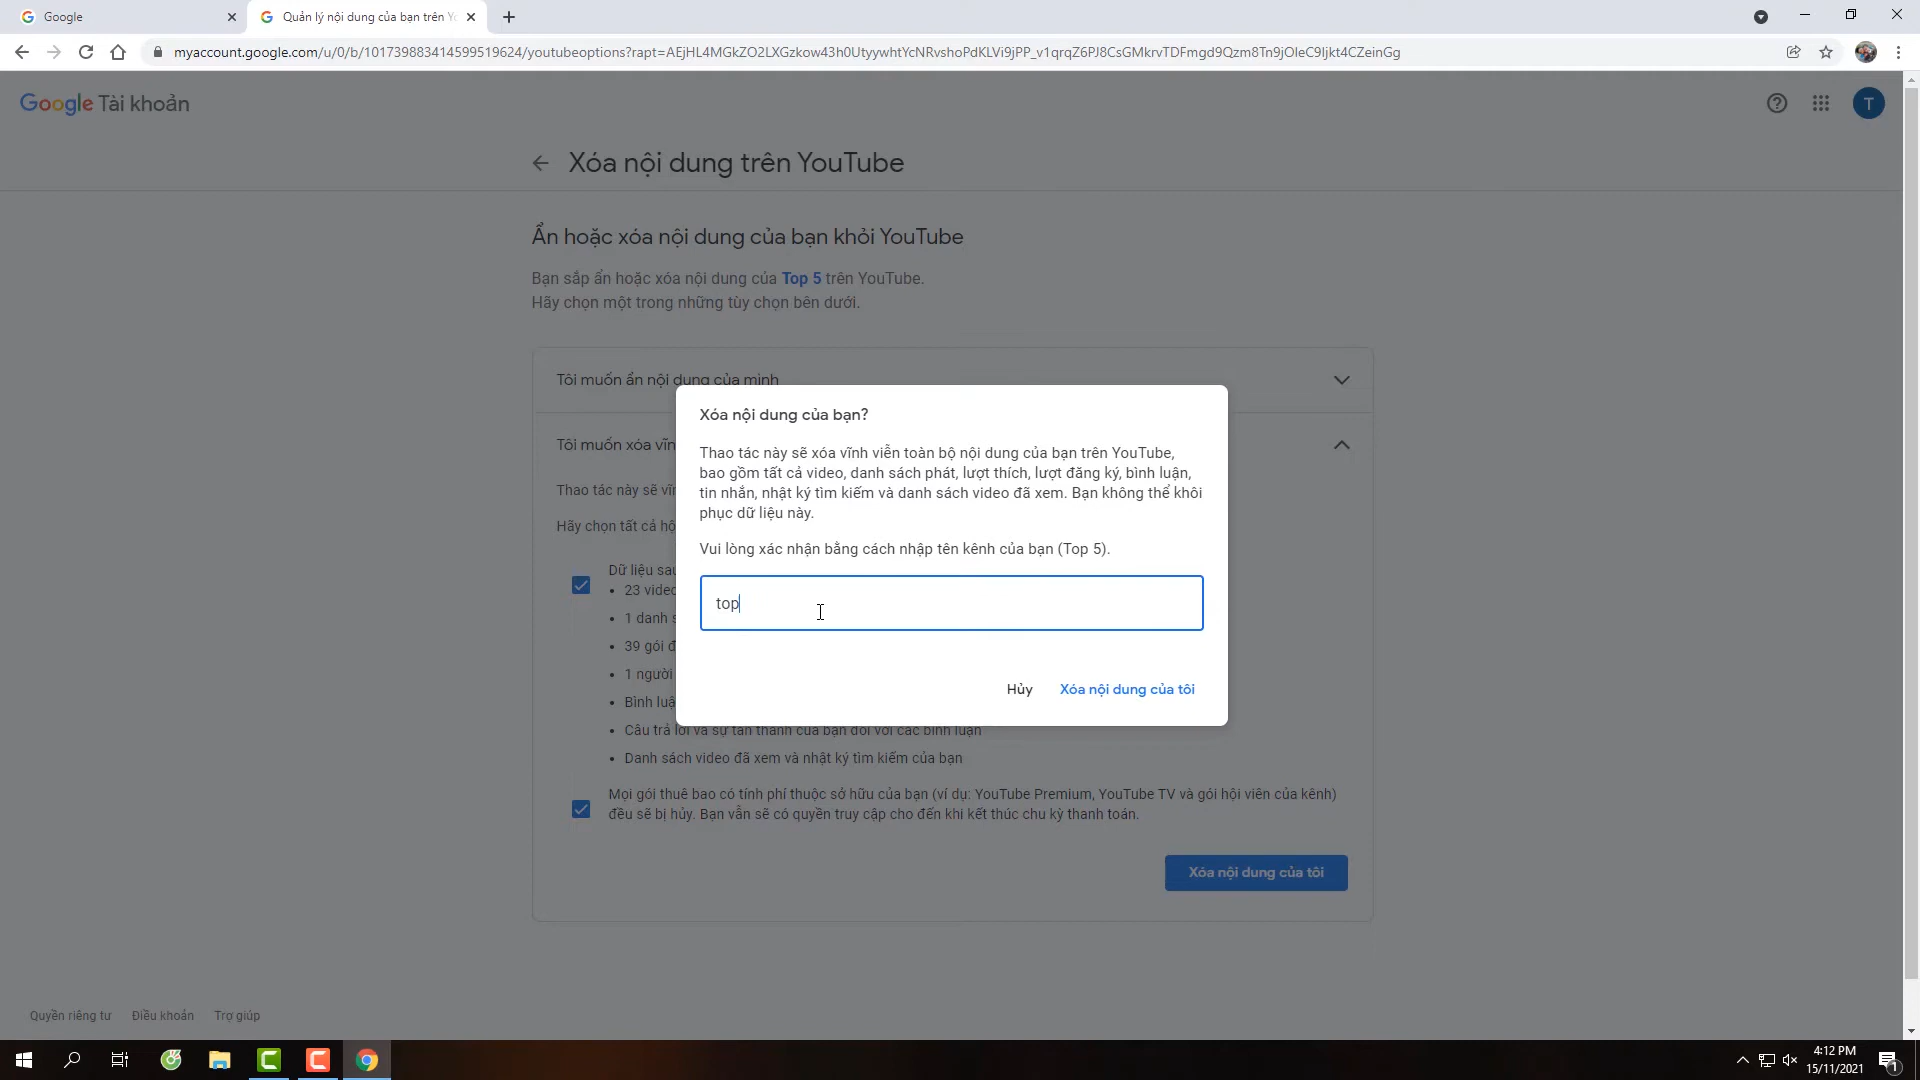 Google
Quản lý nội dung của bạn trên
myaccount.google.com/u/0/b/101739883414599519624/youtubeoptions?rapt=AEjHL4MGkZO2LXGzkow43h0UtyywhtYcNRvshoPdKLVi9jPP_v1qrqZ6PJ8CsGMkrvTDFmgd9Qzm8Tn9jOleC9Ijkt4CZeinGg
Google Tài khoản
T
Xóa nội dung trên YouTube
Ẩn hoặc xóa nội dung của bạn khỏi YouTube
Bạn sắp ẩn hoặc xóa nội dung của Top 5 trên YouTube.
Hãy chọn một trong những tùy chọn bên dưới.
Tôi muốn ẩn nội dung của mình
Tôi muốn xóa
Thao tác này sẽ
Hãy chọn tất cả
Dữ liệu
• 23 video
• 1 danh
• 39 gói
• 1 người
• Bình
• Câu trả lời và sự tán thành của bạn đối với các bình luận
• Danh sách video đã xem và nhật ký tìm kiếm của bạn
Mọi gói thuê bao có tính phí thuộc sở hữu của bạn (ví dụ: YouTube Premium, YouTube TV và gói hội viên của kênh)
đều sẽ bị hủy. Bạn vẫn sẽ có quyền truy cập cho đến khi kết thúc chu kỳ thanh toán.
Xóa nội dung của tôi
Xóa nội dung của bạn?
Thao tác này sẽ xóa vĩnh viễn toàn bộ nội dung của bạn trên YouTube,
bao gồm tất cả video, danh sách phát, lượt thích, lượt đăng ký, bình luận,
tin nhắn, nhật ký tìm kiếm và danh sách video đã xem. Bạn không thể khôi
phục dữ liệu này.
Vui lòng xác nhận bằng cách nhập tên kênh của bạn (Top 5).
top
Hủy
Xóa nội dung của tôi
Quyền riêng tư
Điều khoản
Trợ giúp
4:12 PM
15/11/2021
1